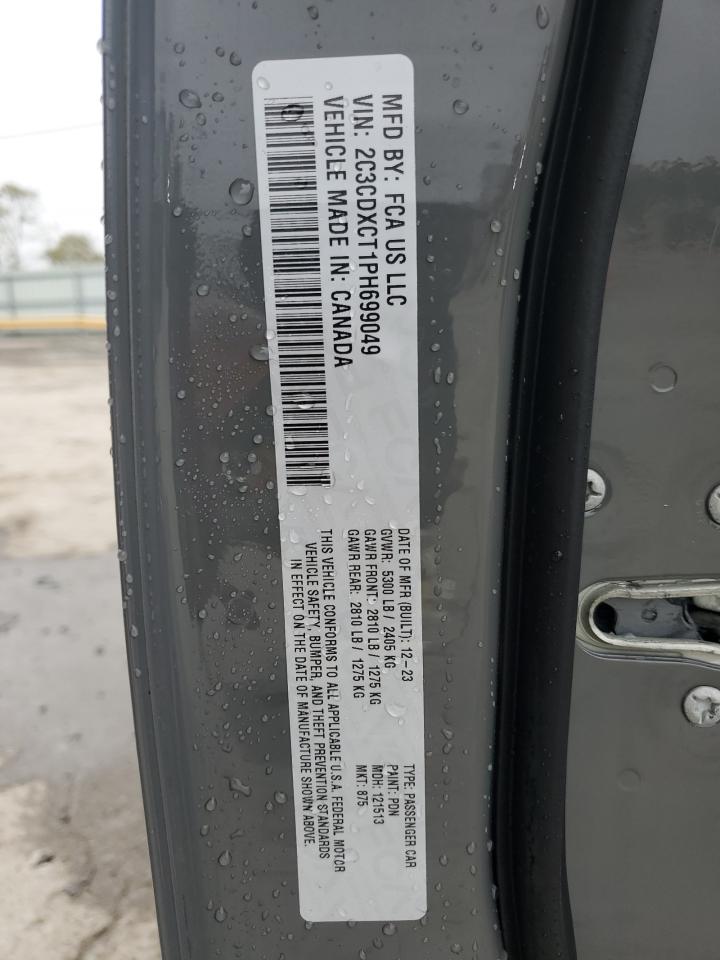 MFD BY: FCA US LLC
VIN: 2C3CDXCT1PH699049
VEHICLE MADE IN: CANADA
DATE OF MFR (BUILT): 12-23
GVWR: 5300 LB / 2405 KG
GAWR FRONT: 2810 LB / 1275 KG
GAWR REAR: 2810 LB / 1275 KG
THIS VEHICLE CONFORMS TO ALL APPLICABLE U.S.A. FEDERAL MOTOR
VEHICLE SAFETY, BUMPER, AND THEFT PREVENTION STANDARDS
IN EFFECT ON THE DATE OF MANUFACTURE SHOWN ABOVE.
TYPE: PASSENGER CAR
PAINT: PDN
MDH: 121513
MKT: 875